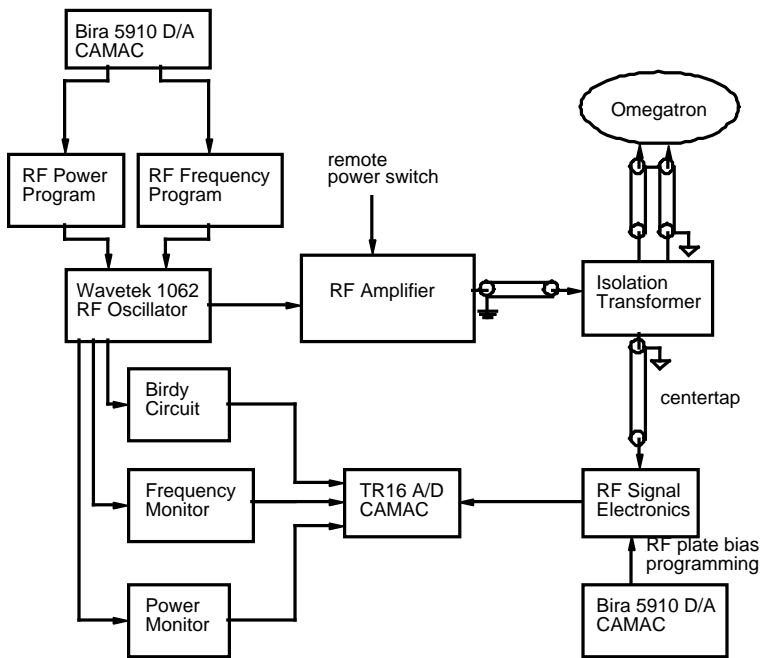 Bira 5910 D/A
CAMAC
Omegatron
RF Power
Program
RF Frequency
Program
remote
power switch
Wavetek 1062
RF Oscillator
RF Amplifier
Isolation
Transformer
Birdy
Circuit
centertap
Frequency
Monitor
TR16 A/D
CAMAC
RF Signal
Electronics
RF plate bias
programming
Power
Monitor
Bira 5910 D/A
CAMAC